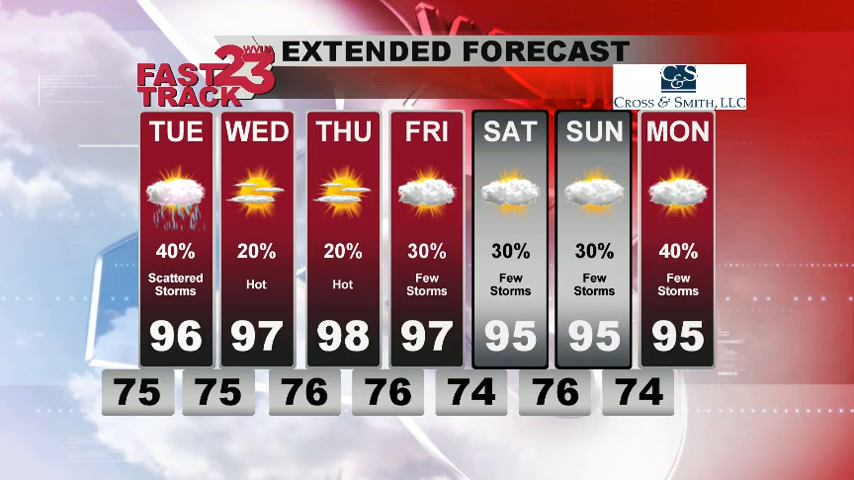 WVUA
23
EXTENDED FORECAST
FAST
TRACK
C&S
CROSS & SMITH, LLC
TUE WED THU FRI SAT SUN MON
40% 20% 20% 30% 30% 30% 40%
Scattered Storms Hot Hot Few Storms Few Storms Few Storms Few Storms
96 97 98 97 95 95 95
75 75 76 76 74 76 74